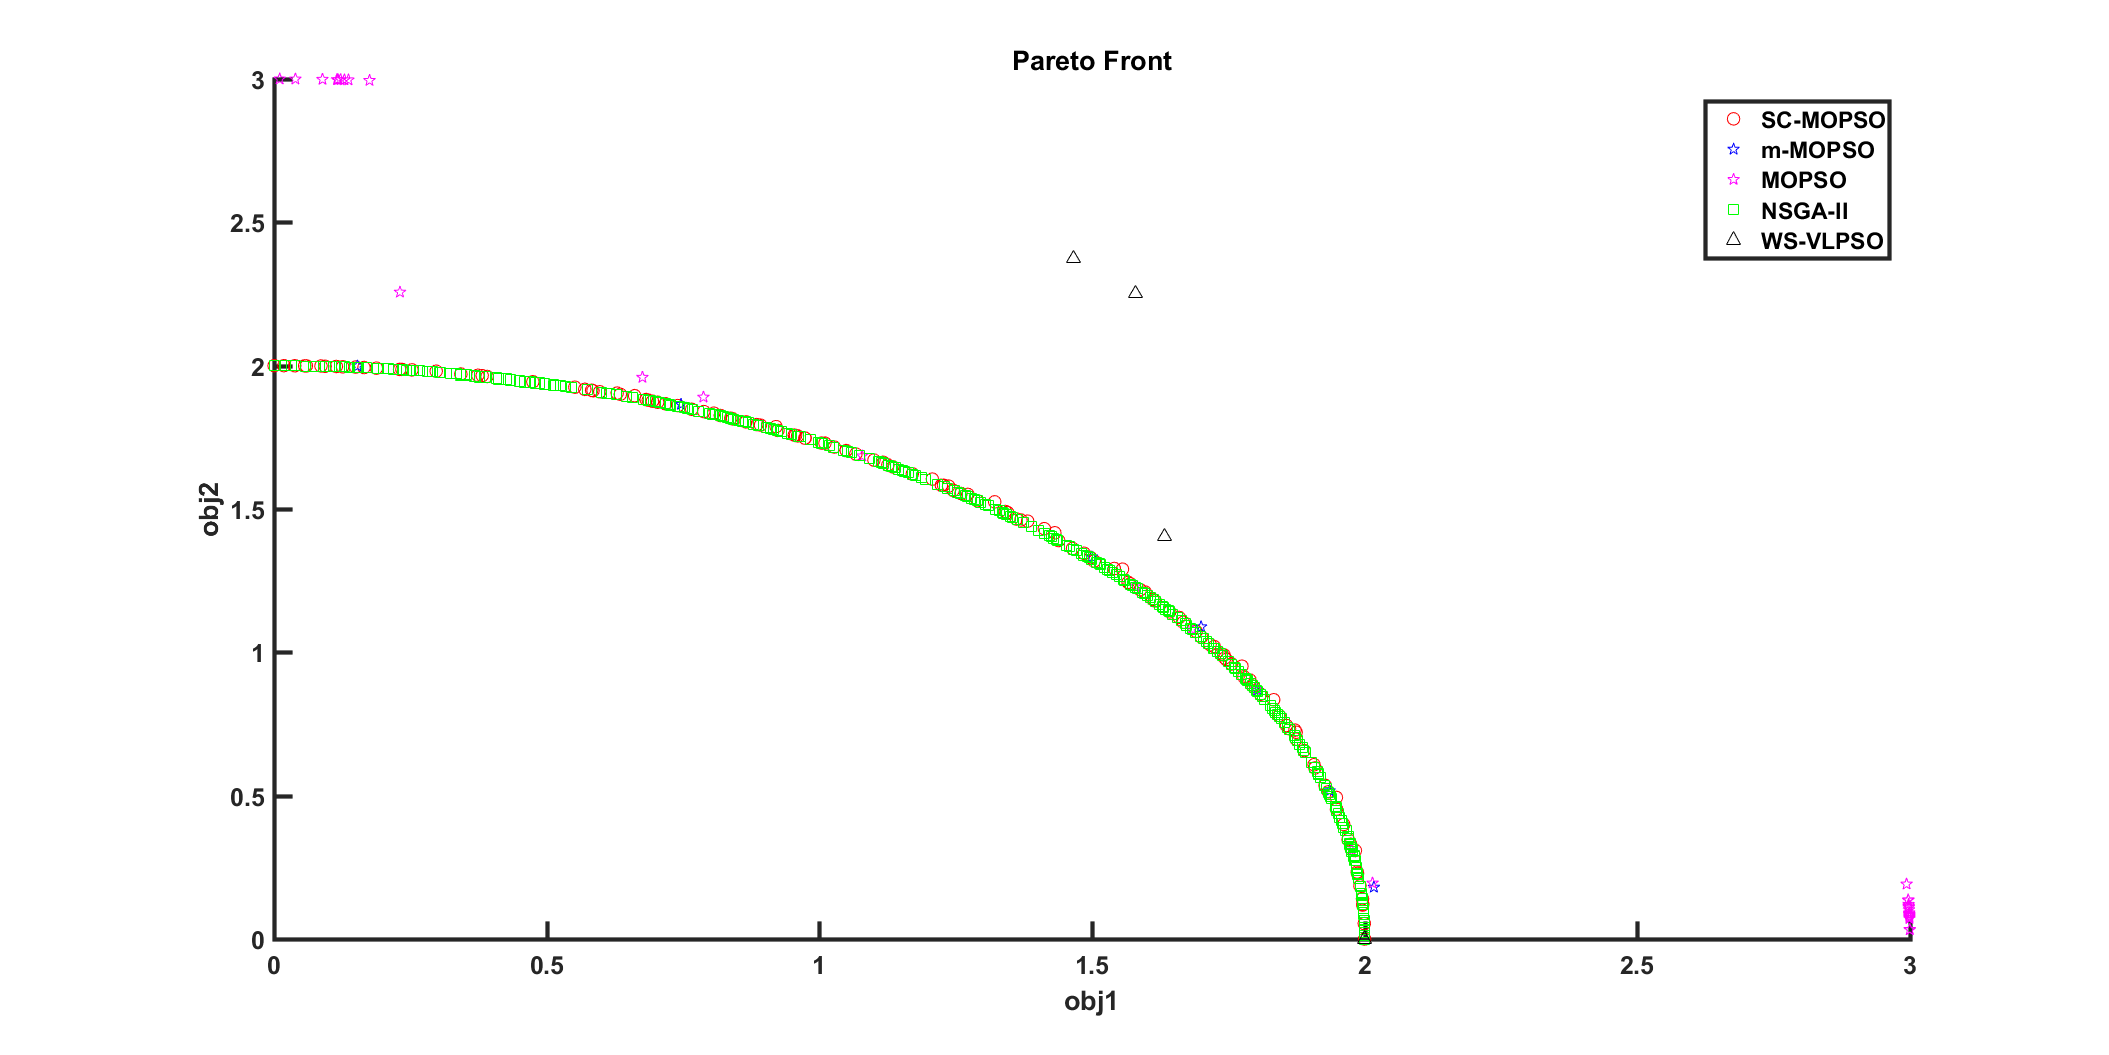 Pareto Front
SC-MOPSO
m-MOPSO
MOPSO
NSGA-II
WS-VLPSO
3
2.5
2
1.5
1
0.5
0
obj2
0 0.5 1 1.5 2 2.5 3
obj1